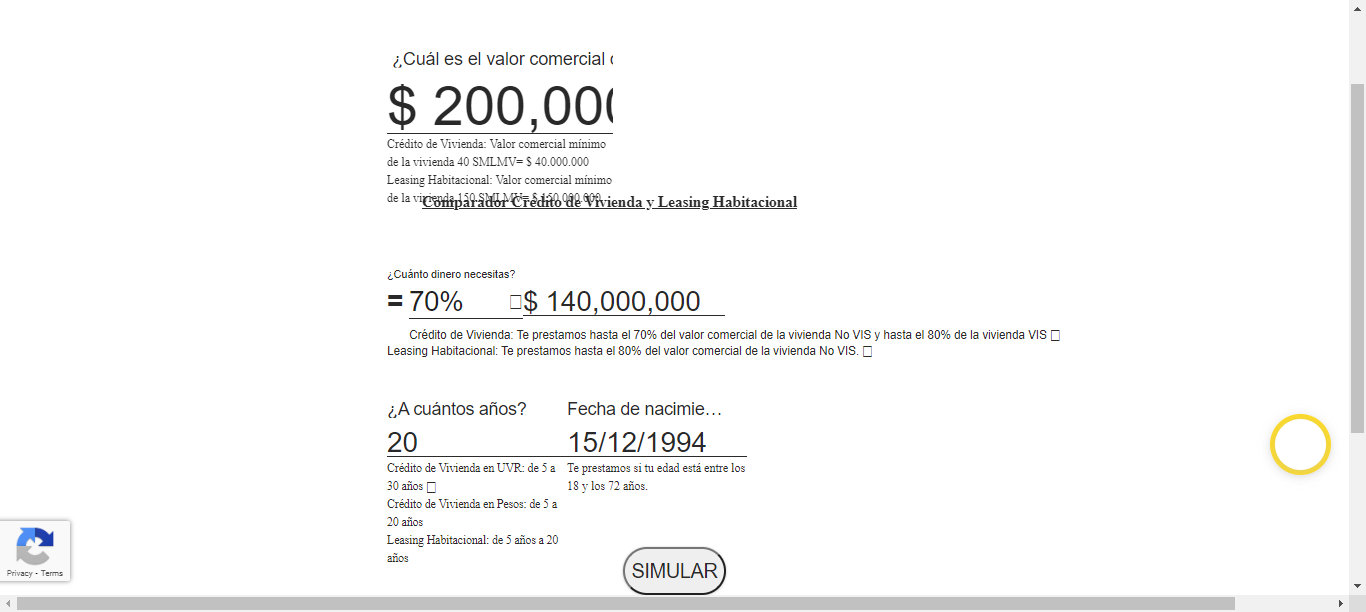 ¿Cuál es el valor comercial
$ 200,000
Crédito de Vivienda: Valor comercial mínimo
de la vivienda 40 SMLMV= $ 40.000.000
Leasing Habitacional: Valor comercial mínimo
de la vivienda 150 SMLMV= $ 150.000.000
Comparador Crédito de Vivienda y Leasing Habitacional
¿Cuánto dinero necesitas?
= 70% $ 140,000,000
Crédito de Vivienda: Te prestamos hasta el 70% del valor comercial de la vivienda No VIS y hasta el 80% de la vivienda VIS
Leasing Habitacional: Te prestamos hasta el 80% del valor comercial de la vivienda No VIS.
¿A cuántos años?
20
Crédito de Vivienda en UVR: de 5 a
30 años
Crédito de Vivienda en Pesos: de 5 a
20 años
Leasing Habitacional: de 5 años a 20
años
Fecha de nacimie…
15/12/1994
Te prestamos si tu edad está entre los
18 y los 72 años.
SIMULAR
Privacy - Terms